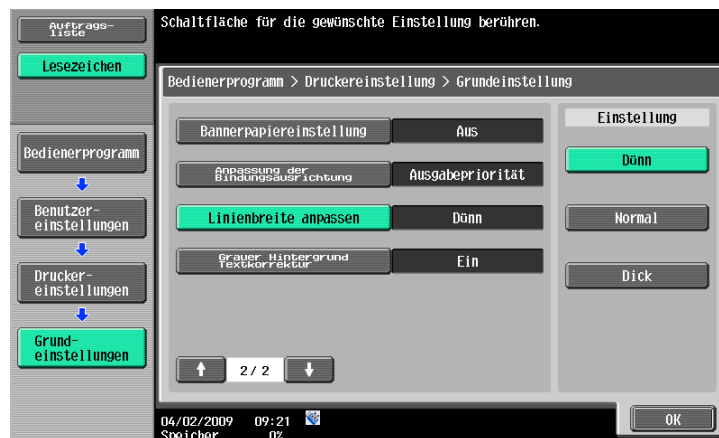 Auftrags-
liste
Lesezeichen
Bedienerprogramm
Benutzer-
einstellungen
Drucker-
einstellungen
Grund-
einstellungen
Schaltfläche für die gewünschte Einstellung berühren.
Bedienerprogramm > Druckereinstellung > Grundeinstellung
Bannerpapiereinstellung Aus
Anpassung der
Bindungsausrichtung
Ausgabepriorität
Linienbreite anpassen Dünn
Grauer Hintergrund
Textkorrektur
Ein
2/ 2
Einstellung
Dünn
Normal
Dick
04/02/2009 09:21
Speicher 0%
OK